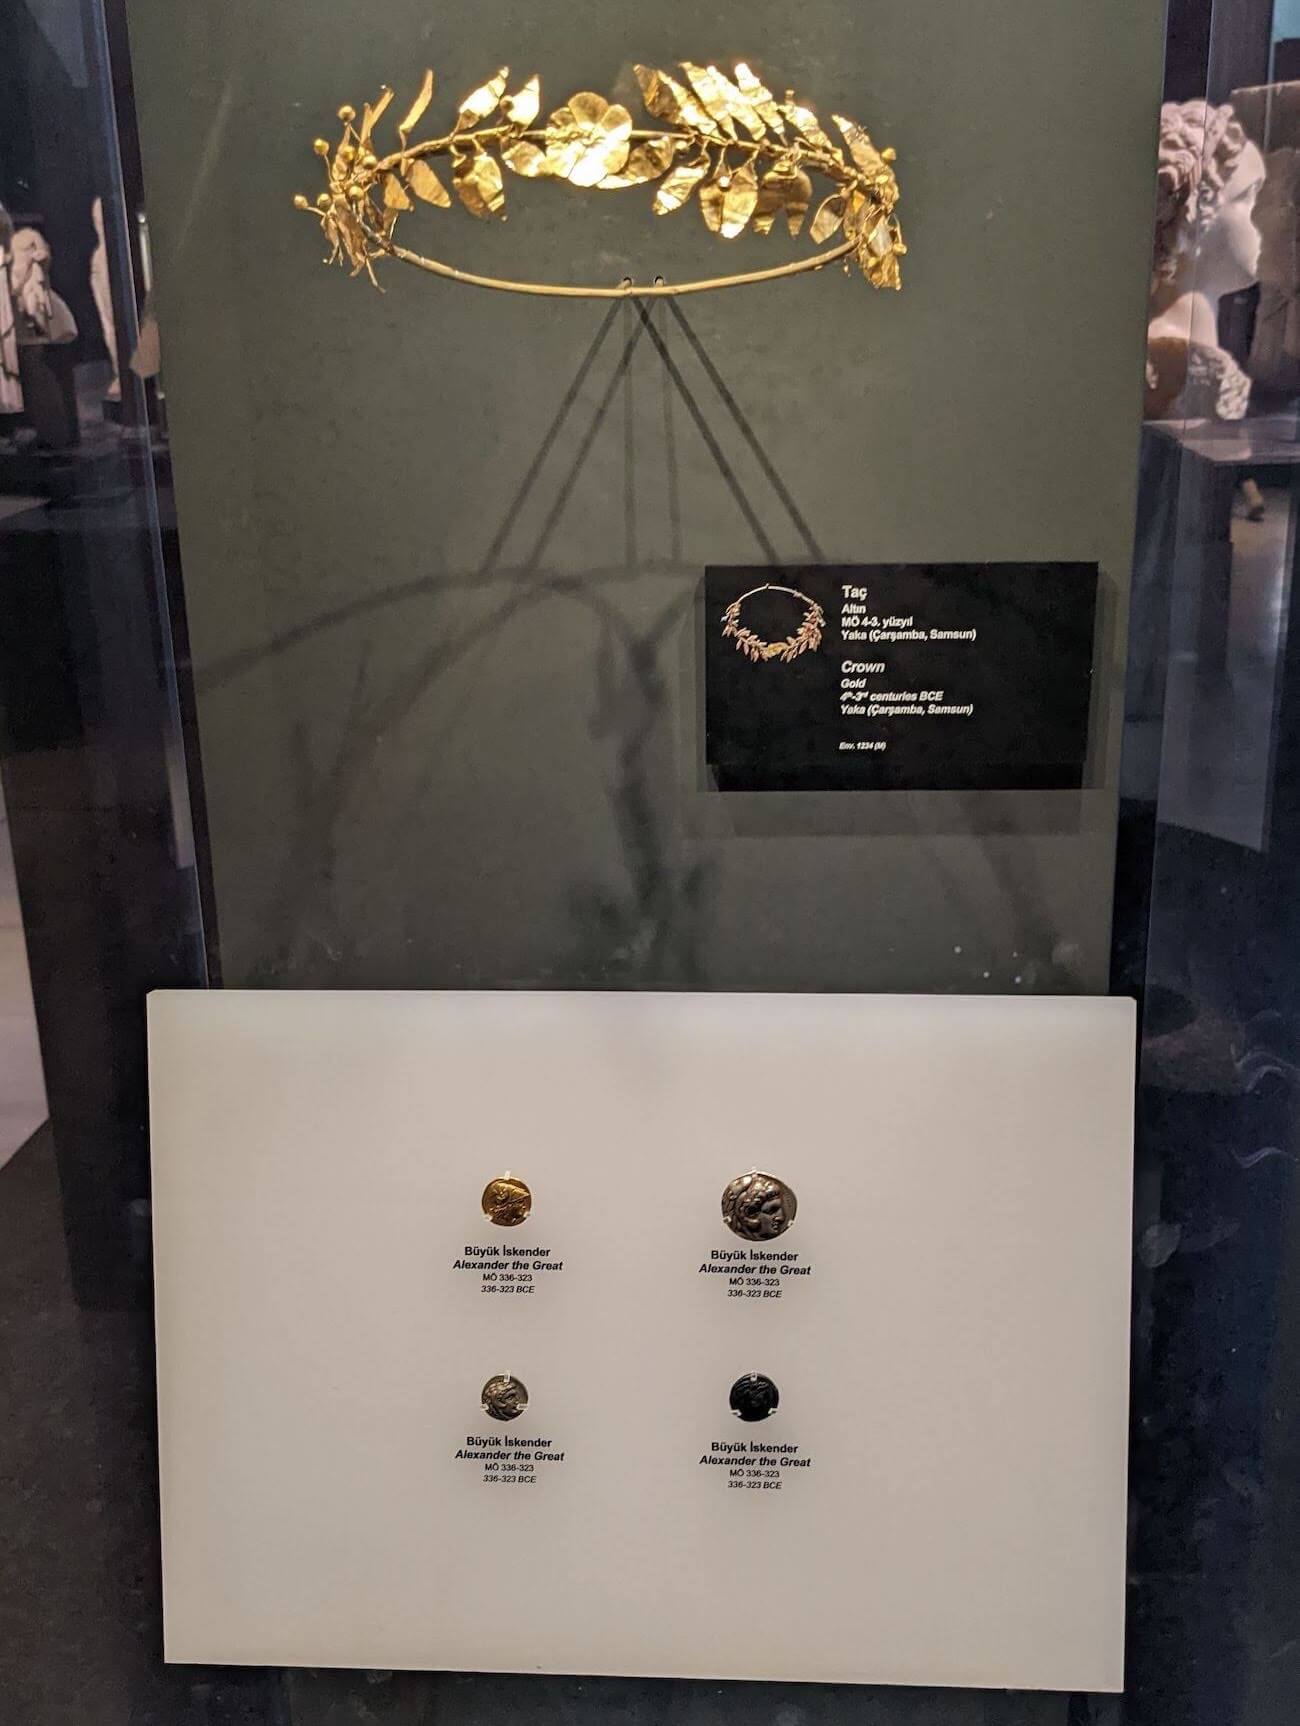 Taç
Altın
MÖ 4-3. yüzyıl
Yaka (Çarşamba, Samsun)
Crown
Gold
4th-3rd centuries BCE
Yaka (Çarşamba, Samsun)
Env. 1234 (M)
Büyük İskender
Alexander the Great
MÖ 336-323
336-323 BCE
Büyük İskender
Alexander the Great
MÖ 336-323
336-323 BCE
Büyük İskender
Alexander the Great
MÖ 336-323
336-323 BCE
Büyük İskender
Alexander the Great
MÖ 336-323
336-323 BCE